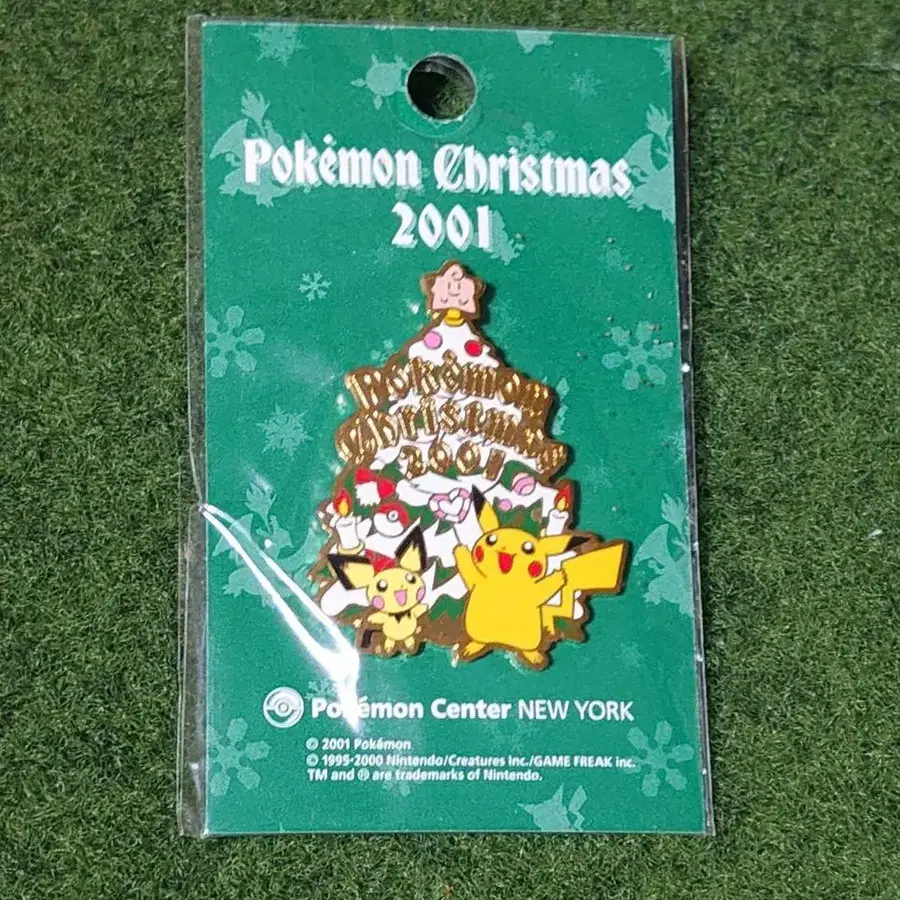 Pokémon Christmas
2001
Pokémon
Christmas
2001
Pokémon Center NEW YORK
© 2001 Pokémon
© 1995-2000 Nintendo/Creatures Inc./GAME FREAK inc.
TM and ® are trademarks of Nintendo.